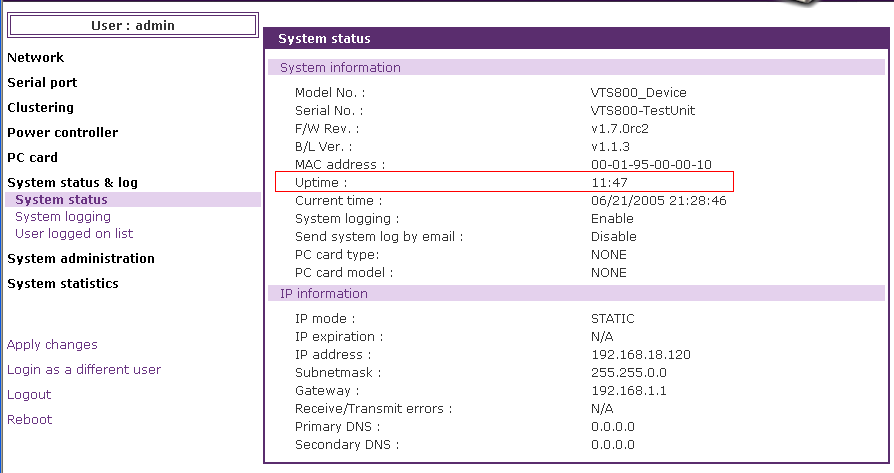 User : admin
Network
Serial port
Clustering
Power controller
PC card
System status & log
System status
System logging
User logged on list
System administration
System statistics
Apply changes
Login as a different user
Logout
Reboot
System status
System information
Model No. : VTS800_Device
Serial No. : VTS800-TestUnit
F/W Rev. : v1.7.0rc2
B/L Ver. : v1.1.3
MAC address : 00-01-95-00-00-10
Uptime : 11:47
Current time : 06/21/2005 21:28:46
System logging : Enable
Send system log by email : Disable
PC card type: NONE
PC card model : NONE
IP information
IP mode : STATIC
IP expiration : N/A
IP address : 192.168.18.120
Subnetmask : 255.255.0.0
Gateway : 192.168.1.1
Receive/Transmit errors : N/A
Primary DNS : 0.0.0.0
Secondary DNS : 0.0.0.0